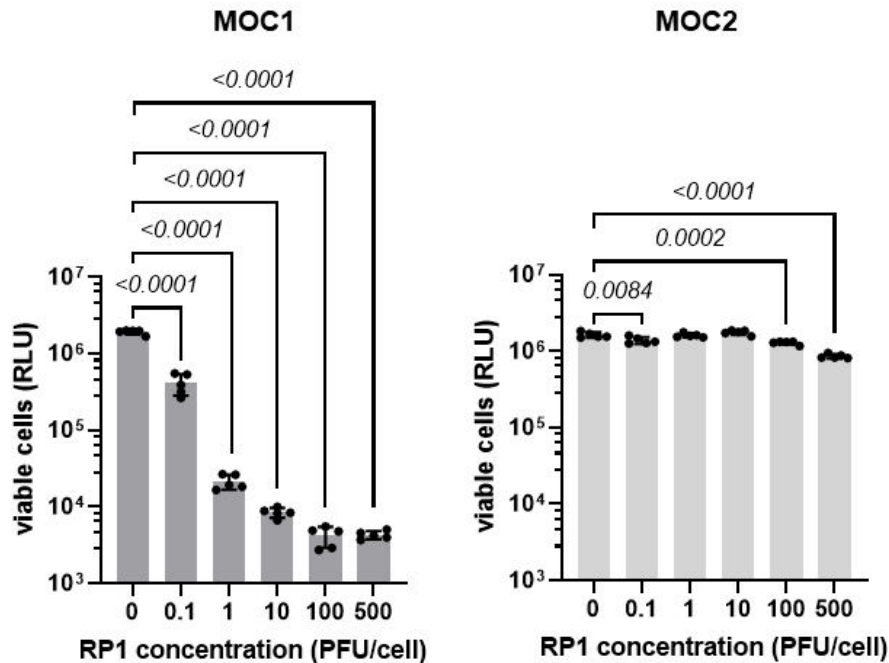 MOC1
<0.0001
<0.0001
<0.0001
<0.0001
<0.0001
10⁷
10⁶
10⁵
10⁴
10³
viable cells (RLU)
0 0.1 1 10 100 500
RP1 concentration (PFU/cell)
MOC2
<0.0001
0.0002
0.0084
10⁷
10⁶
10⁵
10⁴
10³
viable cells (RLU)
0 0.1 1 10 100 500
RP1 concentration (PFU/cell)